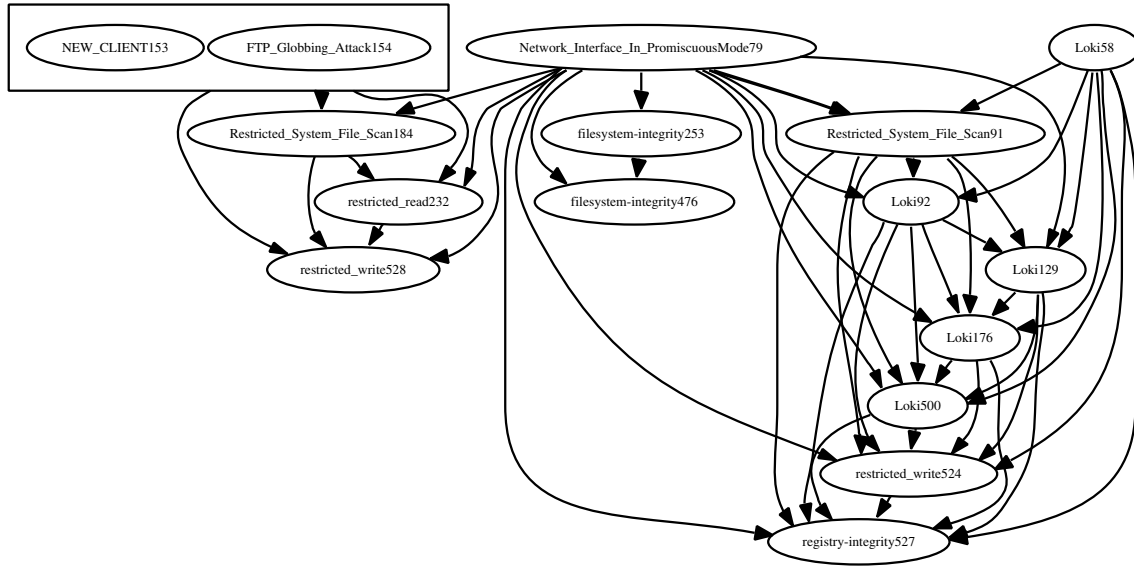 NEW_CLIENT153
FTP_Globbing_Attack154
Network_Interface_In_PromiscuousMode79
Loki58
Restricted_System_File_Scan184
filesystem-integrity253
Restricted_System_File_Scan91
restricted_read232
filesystem-integrity476
Loki92
restricted_write528
Loki129
Loki176
Loki500
restricted_write524
registry-integrity527